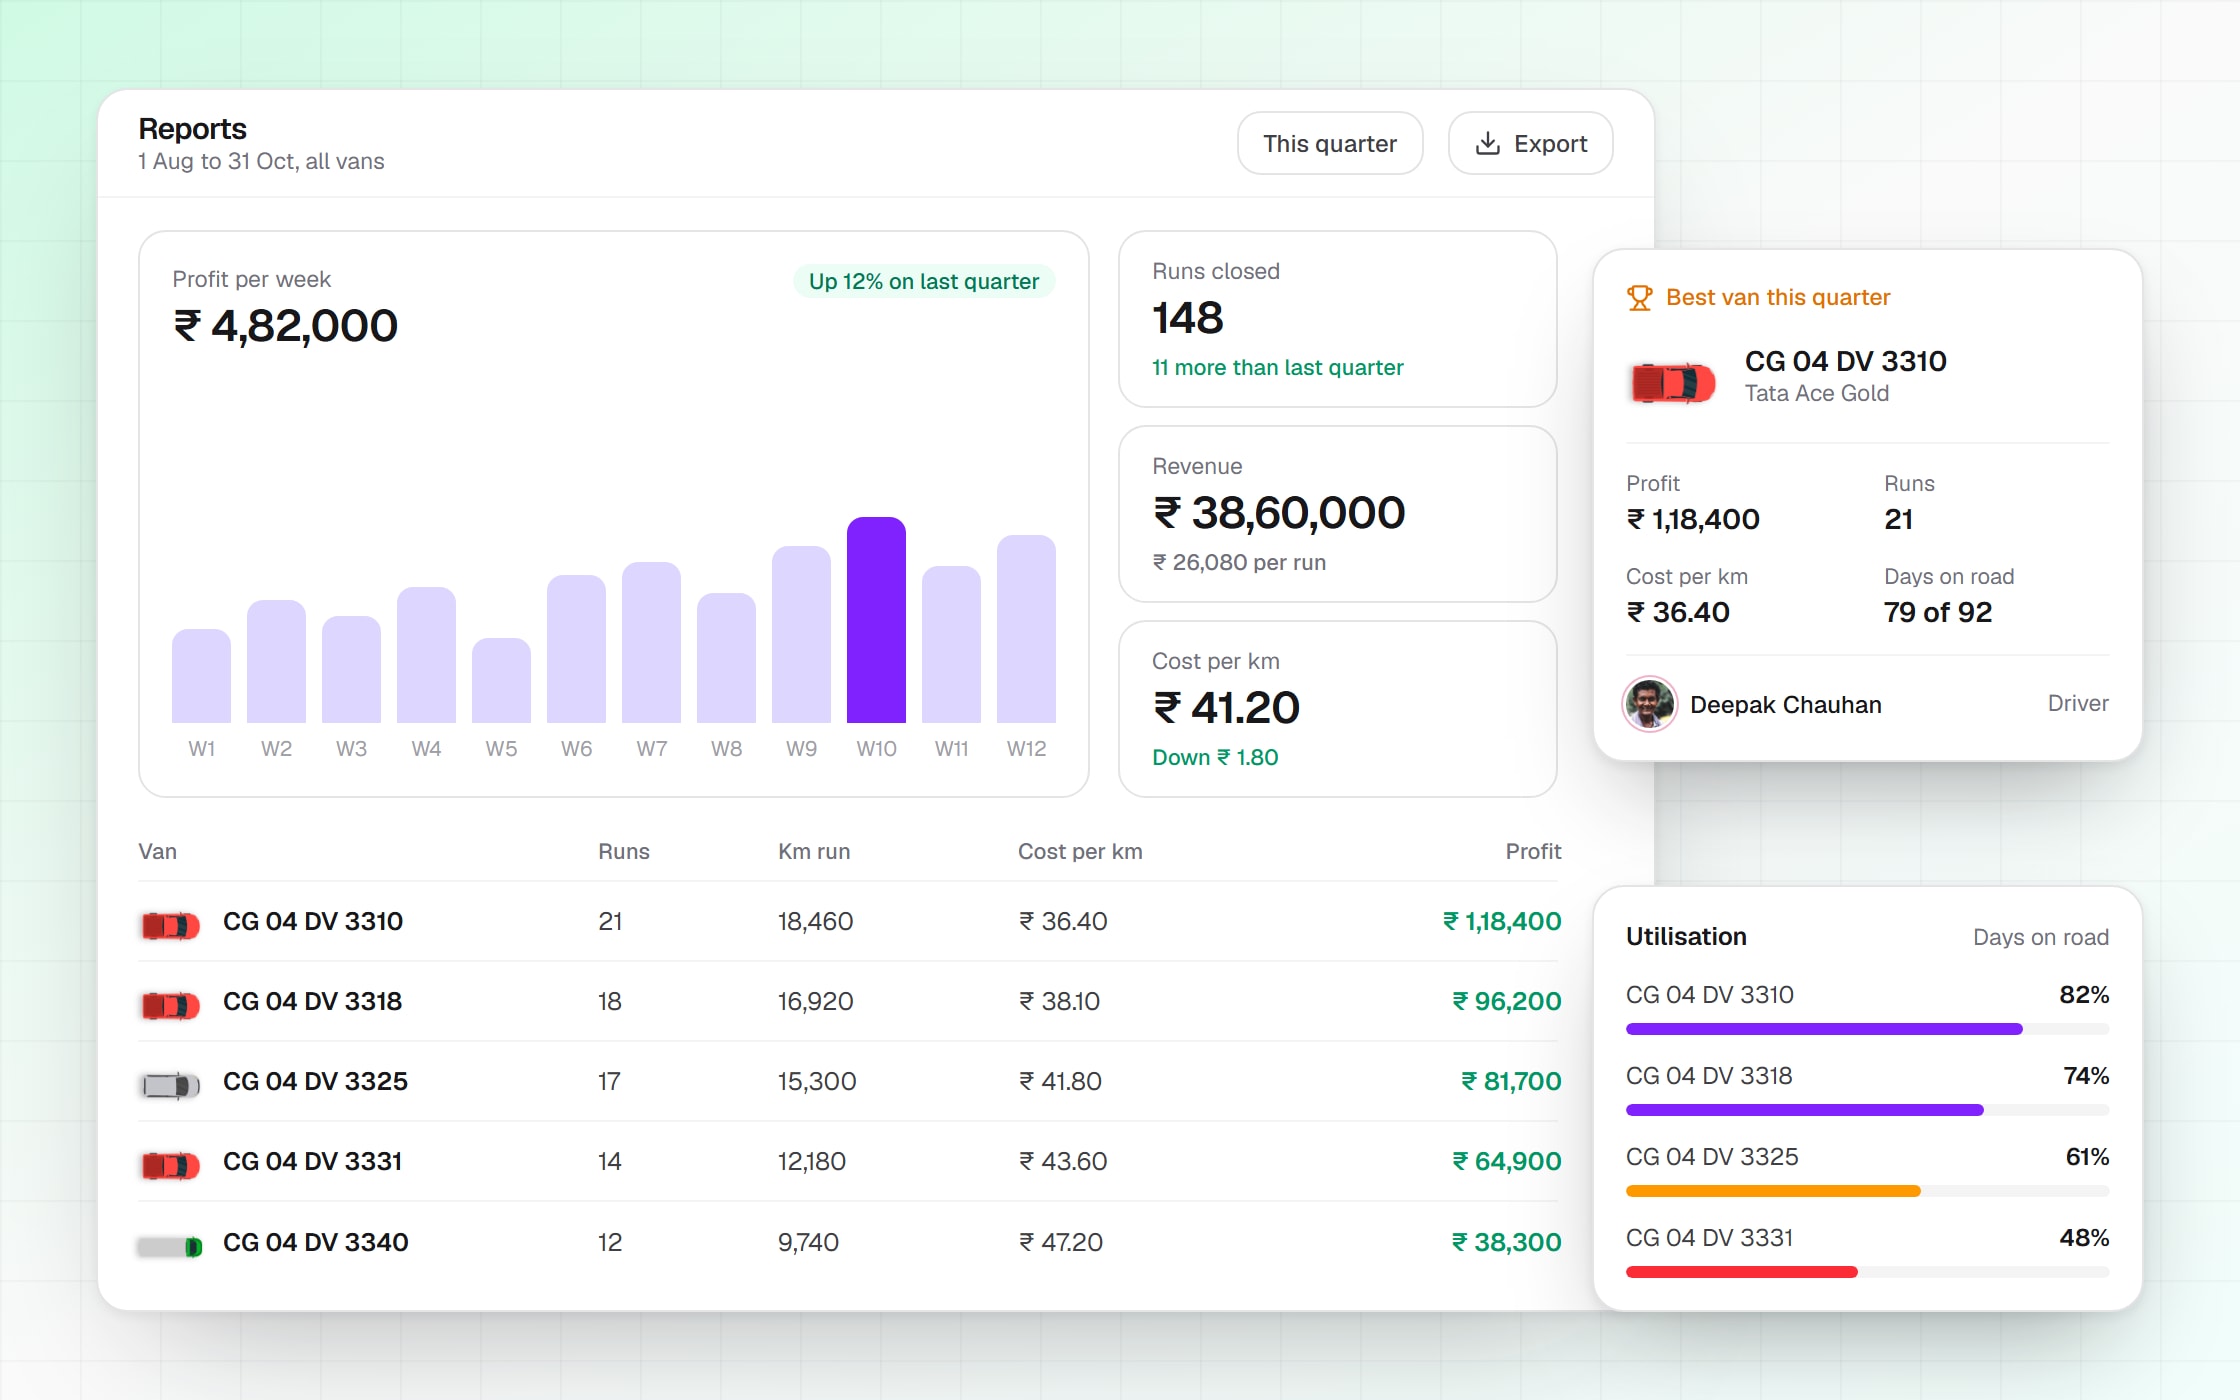 Reports
1 Aug to 31 Oct, all vans
This quarter
Export
Profit per week
₹ 4,82,000
Up 12% on last quarter
W1 W2 W3 W4 W5 W6 W7 W8 W9 W10 W11 W12
Runs closed
148
11 more than last quarter
Revenue
₹ 38,60,000
₹ 26,080 per run
Cost per km
₹ 41.20
Down ₹ 1.80
Best van this quarter
CG 04 DV 3310
Tata Ace Gold
Profit Runs
₹ 1,18,400 21
Cost per km Days on road
₹ 36.40 79 of 92
Deepak Chauhan Driver
Van Runs Km run Cost per km Profit
CG 04 DV 3310 21 18,460 ₹ 36.40 ₹ 1,18,400
CG 04 DV 3318 18 16,920 ₹ 38.10 ₹ 96,200
CG 04 DV 3325 17 15,300 ₹ 41.80 ₹ 81,700
CG 04 DV 3331 14 12,180 ₹ 43.60 ₹ 64,900
CG 04 DV 3340 12 9,740 ₹ 47.20 ₹ 38,300
Utilisation Days on road
CG 04 DV 3310 82%
CG 04 DV 3318 74%
CG 04 DV 3325 61%
CG 04 DV 3331 48%